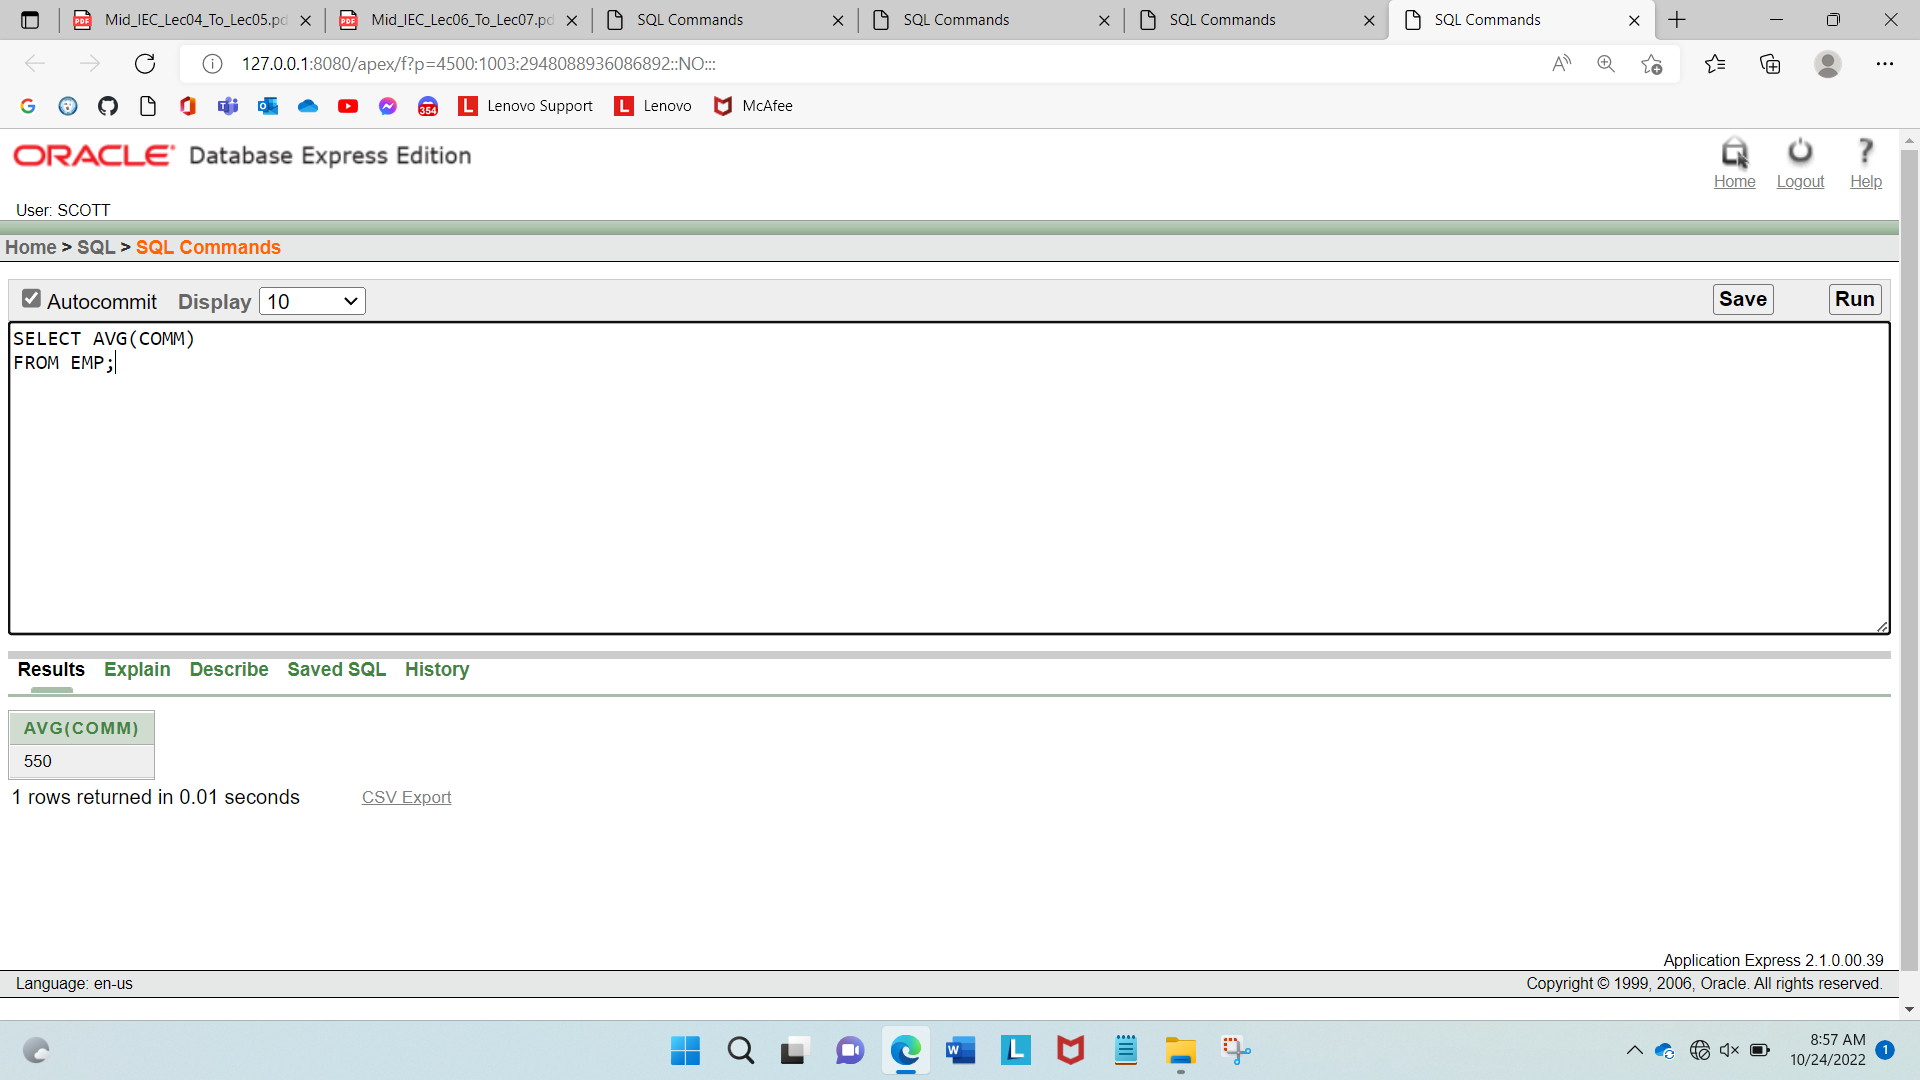 Mid_IEC_Lec04_To_Lec05.pd
Mid_IEC_Lec06_To_Lec07.pd
SQL Commands
SQL Commands
SQL Commands
SQL Commands
127.0.0.1:8080/apex/f?p=4500:1003:2948088936086892::NO:::
354
Lenovo Support
Lenovo
McAfee
ORACLE Database Express Edition
Home Logout Help
User: SCOTT
Home > SQL > SQL Commands
Autocommit Display 10 Save Run
SELECT AVG(COMM)
FROM EMP;
Results Explain Describe Saved SQL History
AVG(COMM)
550
1 rows returned in 0.01 seconds CSV Export
Application Express 2.1.0.00.39
Language: en-us Copyright © 1999, 2006, Oracle. All rights reserved.
8:57 AM
10/24/2022
1